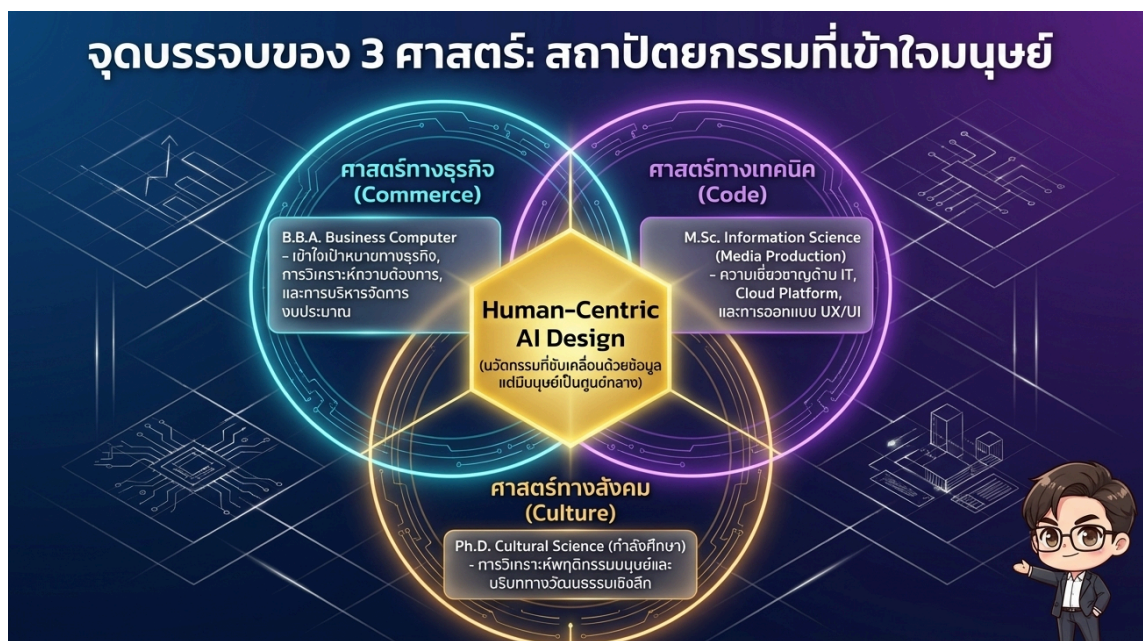 จุดบรรจบของ 3 ศาสตร์: สถาปัตยกรรมที่เข้าใจมนุษย์
ศาสตร์ทางธุรกิจ
(Commerce)
B.B.A. Business Computer
- เข้าใจเป้าหมายทางธุรกิจ,
การวิเคราะห์ความต้องการ,
และการบริหารจัดการ
งบประมาณ
ศาสตร์ทางเทคนิค
(Code)
M.Sc. Information Science
(Media Production)
- ความเชี่ยวชาญด้าน IT,
Cloud Platform,
และการออกแบบ UX/UI
Human-Centric
AI Design
(นวัตกรรมที่ขับเคลื่อนด้วยข้อมูล
แต่มีมนุษย์เป็นศูนย์กลาง)
ศาสตร์ทางสังคม
(Culture)
Ph.D. Cultural Science (กำลังศึกษา)
- การวิเคราะห์พฤติกรรมมนุษย์และ
บริบททางวัฒนธรรมเชิงลึก